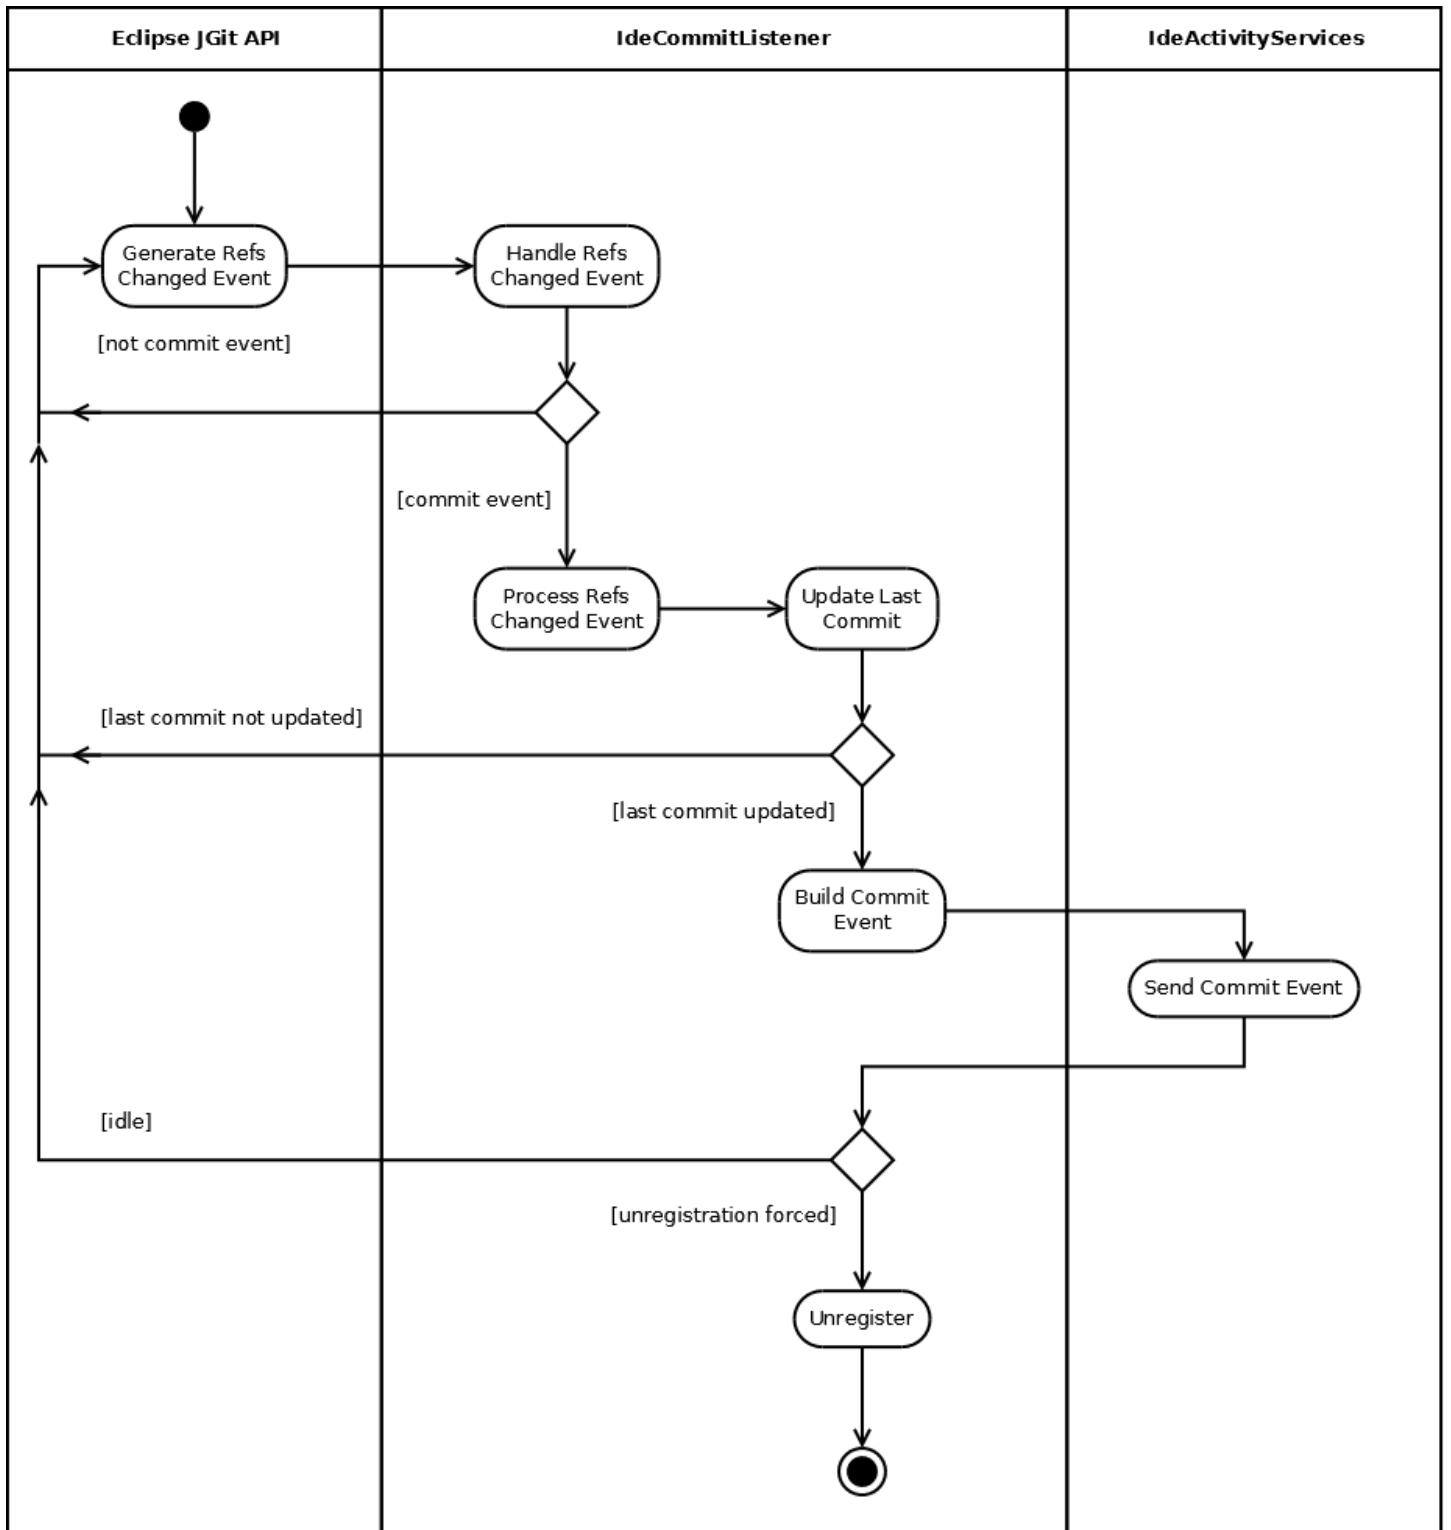 Eclipse JGit API
IdeCommitListener
IdeActivityServices
Generate Refs
Changed Event
Handle Refs
Changed Event
[not commit event]
[commit event]
Process Refs
Changed Event
Update Last
Commit
[last commit not updated]
[last commit updated]
Build Commit
Event
Send Commit Event
[idle]
[unregistration forced]
Unregister